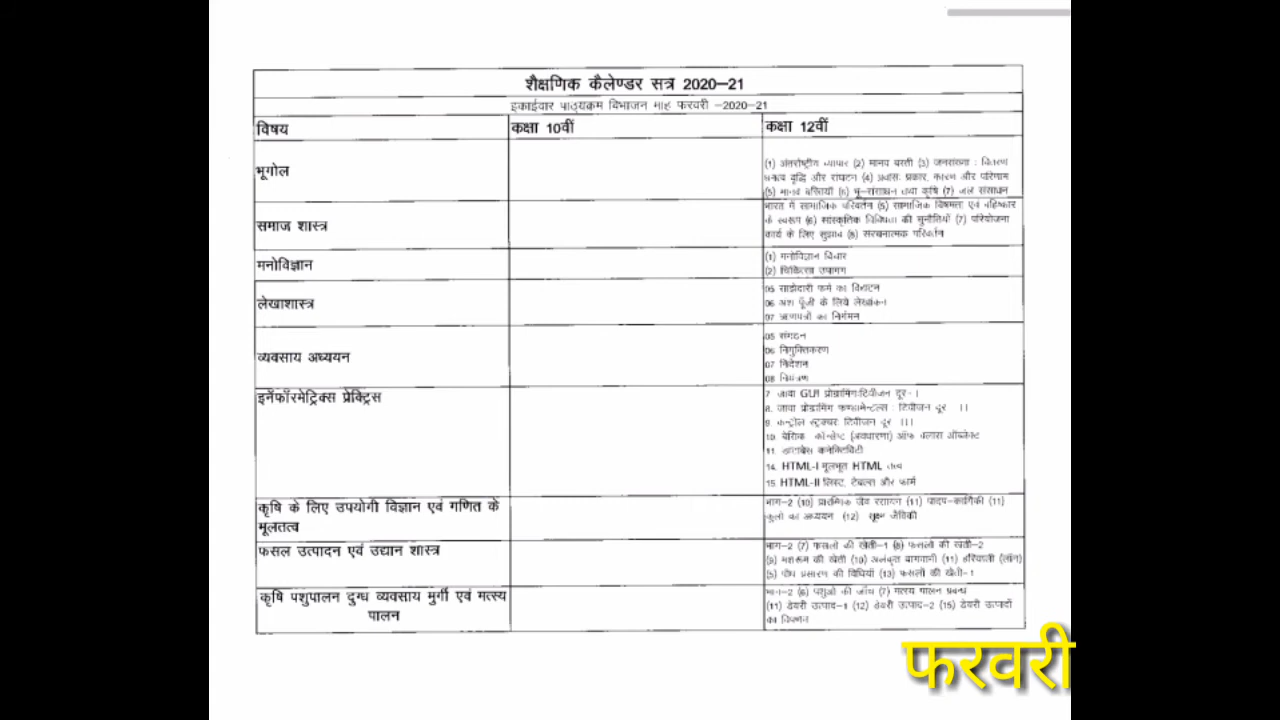 शैक्षणिक कैलेण्डर सत्र 2020–21
इकाईवार पाठ्यक्रम विभाजन माह फरवरी –2020–21
विषय कक्षा 10वीं कक्षा 12वीं
भूगोल
(1) अंतर्राष्ट्रीय व्यापार (2) मानव बस्ती (3) जनसंख्या : वितरण
घनत्व वृद्धि और संघटन (4) प्रवासः प्रकार, कारण और परिणाम
(5) मानव बस्तियाँ (6) भू–संसाधन तथा कृषि (7) जल संसाधन
समाज शास्त्र
भारत में सामाजिक परिवर्तन (5) सामाजिक विषमता एवं बहिष्कार
के स्वरूप (6) सांस्कृतिक विविधता की चुनौतियाँ (7) परियोजना
कार्य के लिए सुझाव (8) संरचनात्मक परिवर्तन
मनोविज्ञान
(1) मनोविज्ञान विचार
(2) चिकित्सा उपागम
लेखाशास्त्र
05 साझेदारी फर्म का विघटन
06 अंश पूँजी के लिये लेखांकन
07 ऋणपत्रों का निर्गमन
व्यवसाय अध्ययन
05 संगठन
06 नियुक्तिकरण
07 निर्देशन
08 नियंत्रण
इर्नेफॉरमेट्रिक्स प्रेक्ट्रिस
7 जावा GUI प्रोग्रामिंग:टिवीजन दूर- I
8. जावा प्रोग्रामिंग फण्डामेन्टल्स : टिवीजन दूर II
9 कन्ट्रोल स्ट्रक्चर टिवीजन दूर III
10 बेसिक कॉन्सेप्ट (अवधारणा) ऑफ क्लास ऑब्जेक्ट
11. डाटाबेस कनेक्टिविटी
14. HTML-I मूलभूत HTML तत्व
15. HTML-II लिस्ट, टेबल्स और फार्म
कृषि के लिए उपयोगी विज्ञान एवं गणित के
मूलतत्व
भाग–2 (10) प्रारम्भिक जैव रसायन (11) पादप–कार्यिकी (11)
कुलों का अध्ययन (12) सूक्ष्म जैविकी
फसल उत्पादन एवं उद्यान शास्त्र
भाग–2 (7) फसलों की खेती–1 (8) फसलों की खेती–2
(9) मशरूम की खेती (10) अलंकृत बागवानी (11) हरियाली (लॉन)
(5) पौध प्रसारण की विधियां (13) फसलों की खेती–1
कृषि पशुपालन दुग्ध व्यवसाय मुर्गी एवं मत्स्य
पालन
भाग–2 (6) पशुओं की जाँच (7) मत्स्य पालन प्रबन्ध
(11) डेयरी उत्पाद–1 (12) डेयरी उत्पाद–2 (15) डेयरी उत्पादों
का विपणन
फरवरी